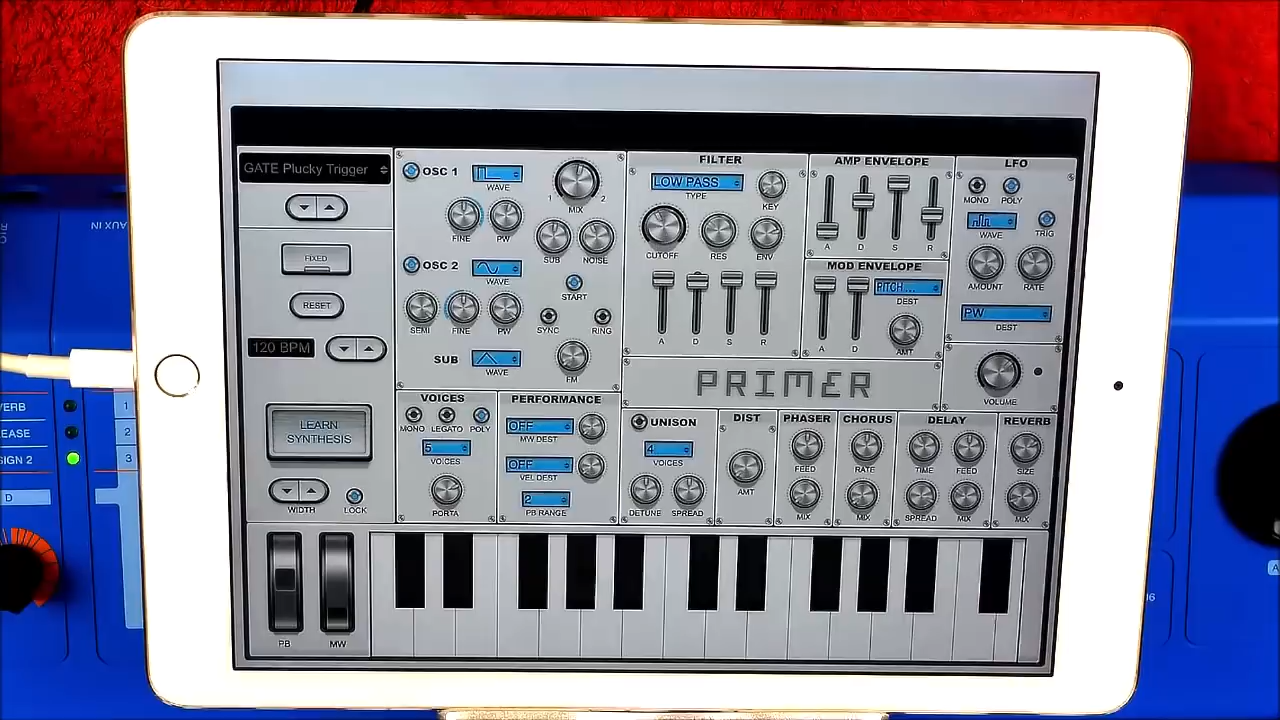 GATE Plucky Trigger
FIXED
RESET
120 BPM
LEARN
SYNTHESIS
WIDTH
LOCK
OSC 1
WAVE
1
2
MIX
FINE
PW
SUB
NOISE
OSC 2
WAVE
START
SEMI
FINE
PW
SYNC
RING
SUB
WAVE
FM
VOICES
MONO
LEGATO
POLY
5
VOICES
PORTA
PERFORMANCE
OFF
MW DEST
OFF
VEL DEST
2
PB RANGE
FILTER
LOW PASS
TYPE
KEY
CUTOFF
RES
ENV
A
D
S
R
AMP ENVELOPE
A
D
S
R
MOD ENVELOPE
PITCH...
DEST
A
D
AMT
LFO
MONO
POLY
WAVE
TRIG
AMOUNT
RATE
PW
DEST
PRIMER
VOLUME
UNISON
4
VOICES
DETUNE
SPREAD
DIST
AMT
PHASER
FEED
MIX
CHORUS
RATE
MIX
DELAY
TIME
FEED
SPREAD
MIX
REVERB
SIZE
MIX
PB
MW
AUX IN
VERB
EASE
SIGN 2
1
2
3
D